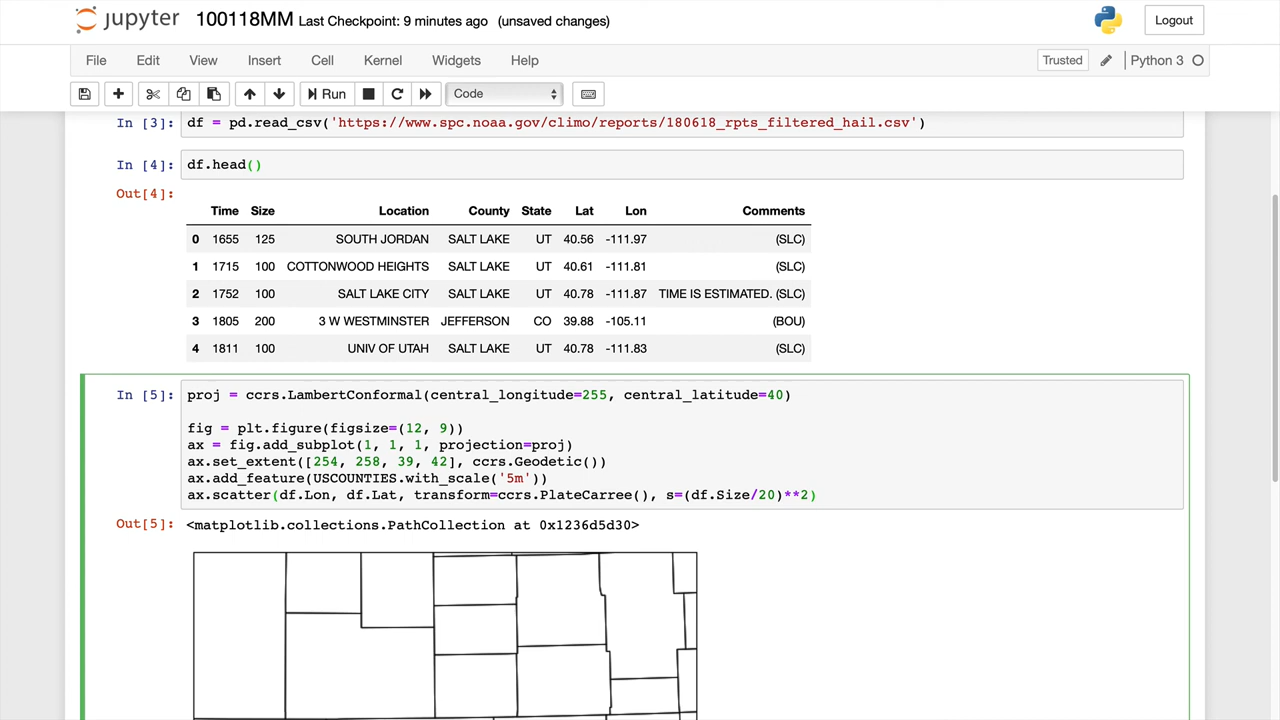 jupyter 100118MM Last Checkpoint: 9 minutes ago (unsaved changes) Logout
File Edit View Insert Cell Kernel Widgets Help Trusted Python 3
Run Code
In [3]: df = pd.read_csv('https://www.spc.noaa.gov/climo/reports/180618_rpts_filtered_hail.csv')
In [4]: df.head()
Out[4]:
Time Size Location County State Lat Lon Comments
0 1655 125 SOUTH JORDAN SALT LAKE UT 40.56 -111.97 (SLC)
1 1715 100 COTTONWOOD HEIGHTS SALT LAKE UT 40.61 -111.81 (SLC)
2 1752 100 SALT LAKE CITY SALT LAKE UT 40.78 -111.87 TIME IS ESTIMATED. (SLC)
3 1805 200 3 W WESTMINSTER JEFFERSON CO 39.88 -105.11 (BOU)
4 1811 100 UNIV OF UTAH SALT LAKE UT 40.78 -111.83 (SLC)
In [5]: proj = ccrs.LambertConformal(central_longitude=255, central_latitude=40)
fig = plt.figure(figsize=(12, 9))
ax = fig.add_subplot(1, 1, 1, projection=proj)
ax.set_extent([254, 258, 39, 42], ccrs.Geodetic())
ax.add_feature(USCOUNTIES.with_scale('5m'))
ax.scatter(df.Lon, df.Lat, transform=ccrs.PlateCarree(), s=(df.Size/20)**2)
Out[5]: <matplotlib.collections.PathCollection at 0x1236d5d30>